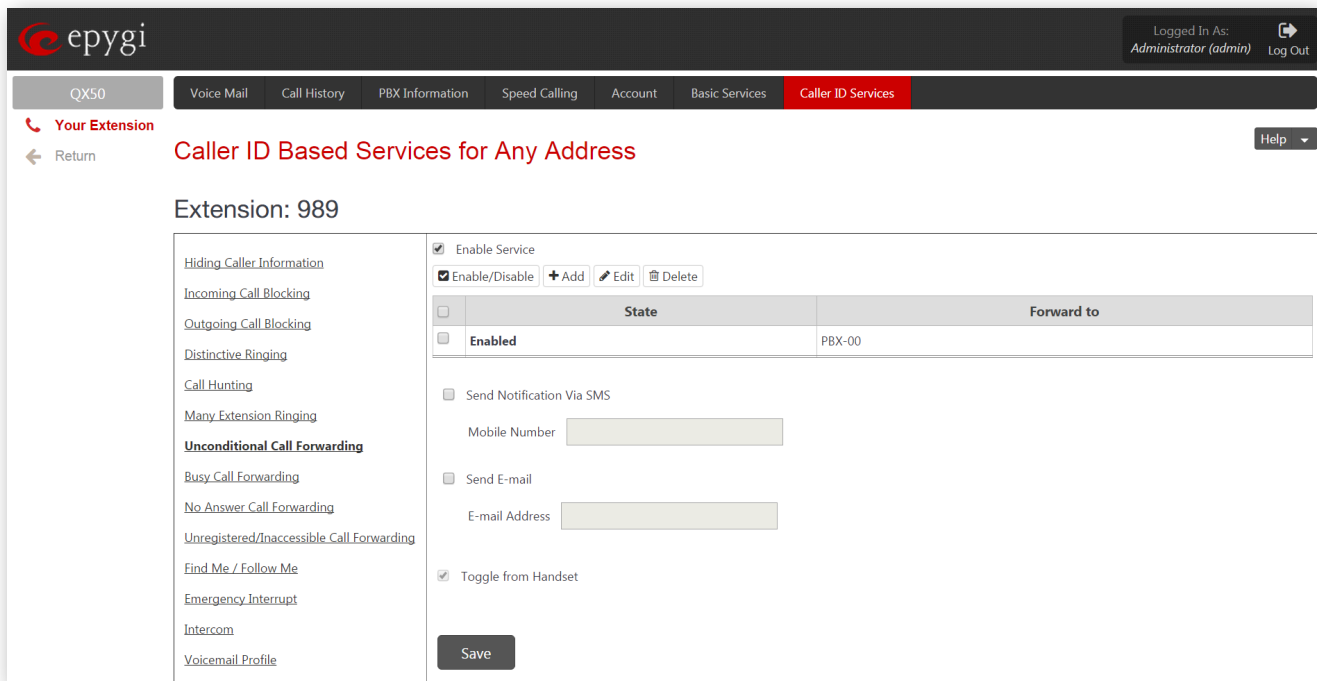 epygi
Logged In As:
Administrator (admin)
Log Out
QX50
Voice Mail
Call History
PBX Information
Speed Calling
Account
Basic Services
Caller ID Services
Your Extension
Return
Help
Caller ID Based Services for Any Address
Extension: 989
Hiding Caller Information
Incoming Call Blocking
Outgoing Call Blocking
Distinctive Ringing
Call Hunting
Many Extension Ringing
Unconditional Call Forwarding
Busy Call Forwarding
No Answer Call Forwarding
Unregistered/Inaccessible Call Forwarding
Find Me / Follow Me
Emergency Interrupt
Intercom
Voicemail Profile
Enable Service
Enable/Disable
Add
Edit
Delete
State
Forward to
Enabled
PBX-00
Send Notification Via SMS
Mobile Number
Send E-mail
E-mail Address
Toggle from Handset
Save